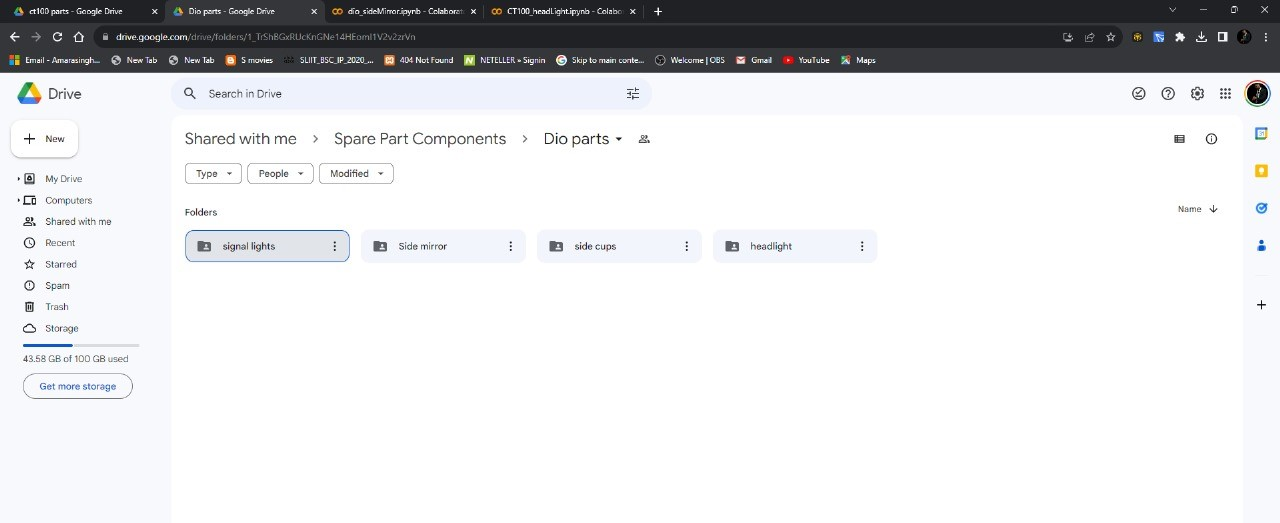 ct100 parts - Google Drive
Dio parts - Google Drive
dio_sideMirror.ipynb - Colaborat
CT100_headLight.ipynb - Colabo
drive.google.com/drive/folders/1_TrShBGxRUcKnGNe14HEomI1V2v2zrVn
Email - Amarasingh...
New Tab
New Tab
S movies
SLIIT_BSC_IP_2020_...
404 Not Found
NETELLER » Signin
Skip to main conte...
Welcome | OBS
Gmail
YouTube
Maps
Drive
Search in Drive
New
My Drive
Computers
Shared with me
Recent
Starred
Spam
Trash
Storage
43.58 GB of 100 GB used
Get more storage
Shared with me > Spare Part Components > Dio parts
Type
People
Modified
Folders
Name
signal lights
Side mirror
side cups
headlight